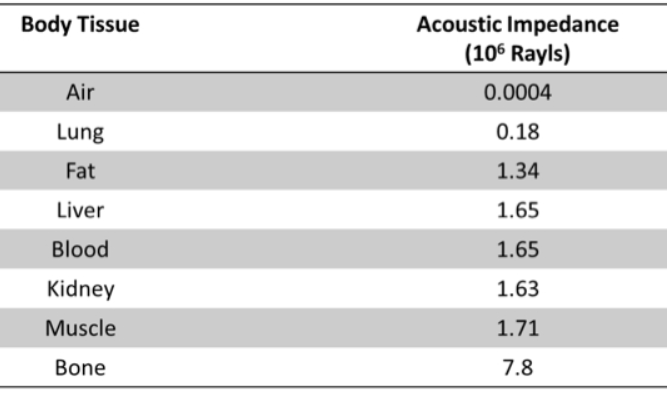 Body Tissue Acoustic Impedance
(10⁶ Rayls)
Air 0.0004
Lung 0.18
Fat 1.34
Liver 1.65
Blood 1.65
Kidney 1.63
Muscle 1.71
Bone 7.8